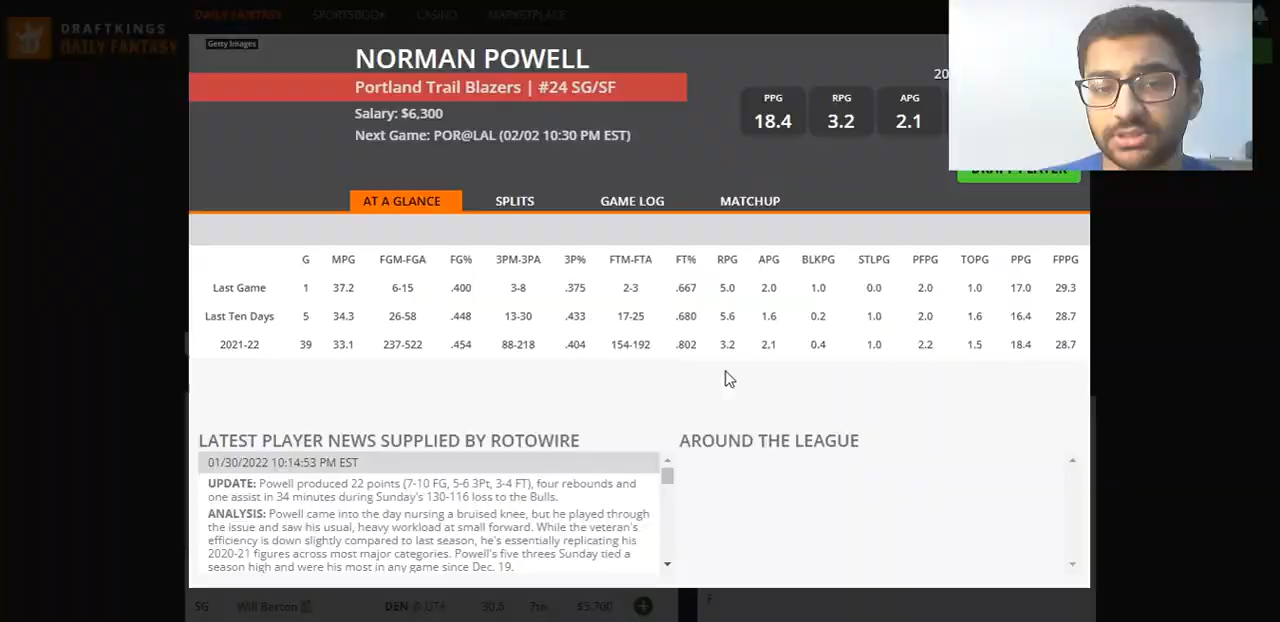 DAILY FANTASY SPORTSBOOK CASINO MARKETPLACE
DRAFTKINGS
DAILY FANTASY
Getty Images
NORMAN POWELL
Portland Trail Blazers | #24 SG/SF
Salary: $6,300
Next Game: POR@LAL (02/02 10:30 PM EST)
20
PPG RPG APG
18.4 3.2 2.1
DRAFT PLAYER
AT A GLANCE SPLITS GAME LOG MATCHUP
G MPG FGM-FGA FG% 3PM-3PA 3P% FTM-FTA FT% RPG APG BLKPG STLPG PFPG TOPG PPG FPPG
Last Game 1 37.2 6-15 .400 3-8 .375 2-3 .667 5.0 2.0 1.0 0.0 2.0 1.0 17.0 29.3
Last Ten Days 5 34.3 26-58 .448 13-30 .433 17-25 .680 5.6 1.6 0.2 1.0 2.0 1.6 16.4 28.7
2021-22 39 33.1 237-522 .454 88-218 .404 154-192 .802 3.2 2.1 0.4 1.0 2.2 1.5 18.4 28.7
LATEST PLAYER NEWS SUPPLIED BY ROTOWIRE
01/30/2022 10:14:53 PM EST
UPDATE: Powell produced 22 points (7-10 FG, 5-6 3Pt, 3-4 FT), four rebounds and
one assist in 34 minutes during Sunday's 130-116 loss to the Bulls.
ANALYSIS: Powell came into the day nursing a bruised knee, but he played through
the issue and saw his usual, heavy workload at small forward. While the veteran's
efficiency is down slightly compared to last season, he's essentially replicating his
2020-21 figures across most major categories. Powell's five threes Sunday tied a
season high and were his most in any game since Dec. 19.
AROUND THE LEAGUE
SG Will Barton DEN @ UTA 30.6 7th $5,700
F